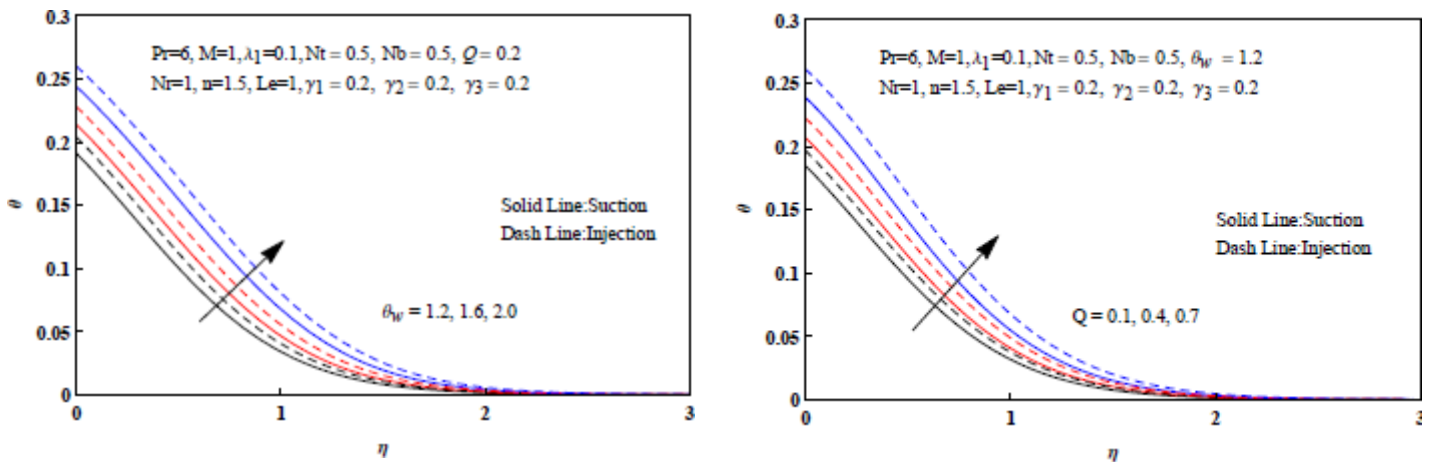 0.3
Pr=6, M=1, λ1=0.1, Nt = 0.5, Nb = 0.5, Q = 0.2
Nr=1, n=1.5, Le=1, γ1 = 0.2, γ2 = 0.2, γ3 = 0.2
0.25
0.2
θ
0.15
Solid Line:Suction
Dash Line:Injection
0.1
θw = 1.2, 1.6, 2.0
0.05
0
0 1 2 3
η
0.3
Pr=6, M=1, λ1=0.1, Nt = 0.5, Nb = 0.5, θw = 1.2
Nr=1, n=1.5, Le=1, γ1 = 0.2, γ2 = 0.2, γ3 = 0.2
0.25
0.2
θ
0.15
Solid Line:Suction
Dash Line:Injection
0.1
Q = 0.1, 0.4, 0.7
0.05
0
0 1 2 3
η